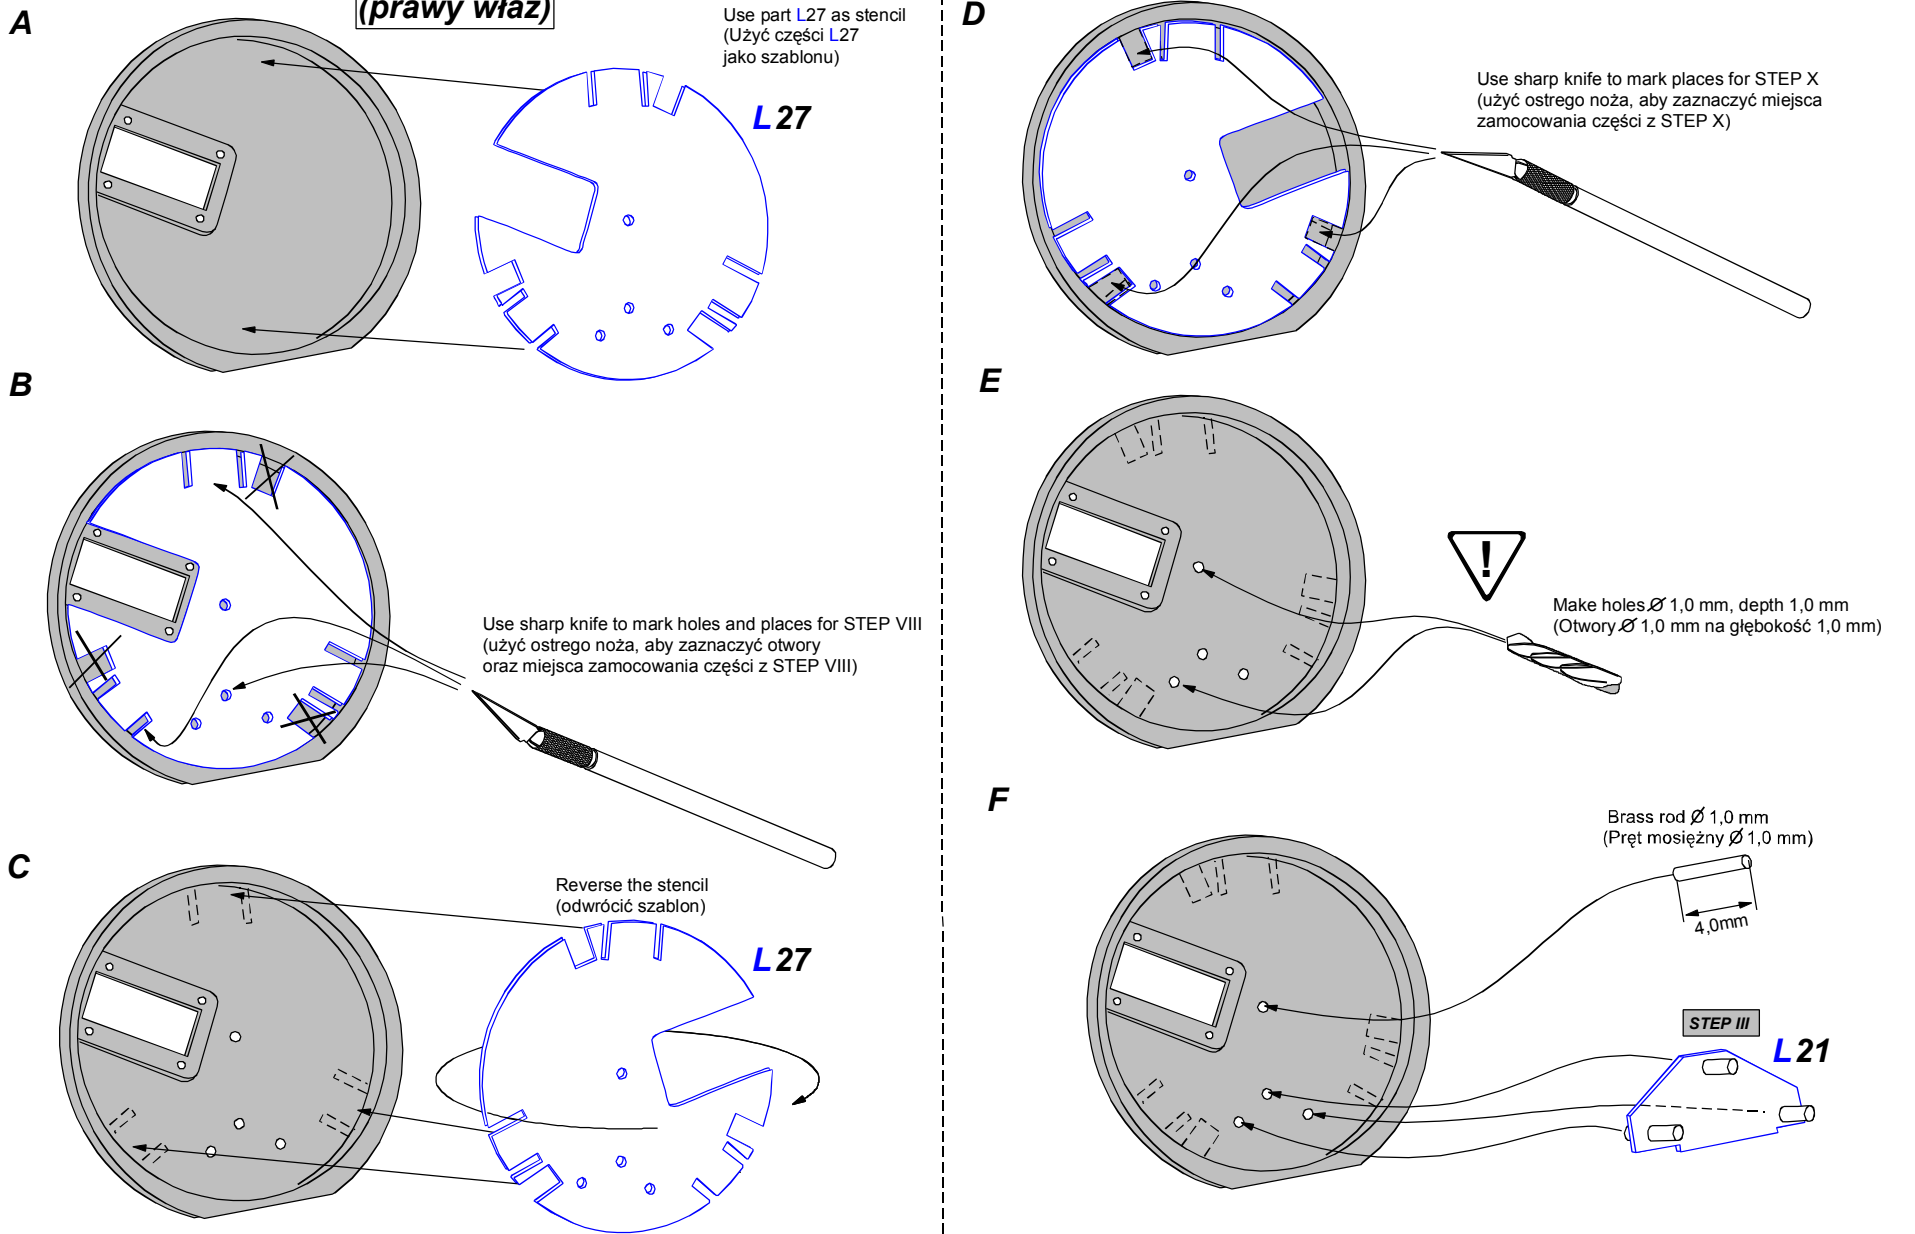 (prawy właz)
A
Use part L27 as stencil
(Użyć części L27
jako szablonu)
L27
B
Use sharp knife to mark holes and places for STEP VIII
(użyć ostrego noża, aby zaznaczyć otwory
oraz miejsca zamocowania części z STEP VIII)
C
Reverse the stencil
(odwrócić szablon)
L27
D
Use sharp knife to mark places for STEP X
(użyć ostrego noża, aby zaznaczyć miejsca
zamocowania części z STEP X)
E
!
Make holes Ø 1,0 mm, depth 1,0 mm
(Otwory Ø 1,0 mm na głębokość 1,0 mm)
F
Brass rod Ø 1,0 mm
(Pręt mosiężny Ø 1,0 mm)
4,0mm
STEP III
L21